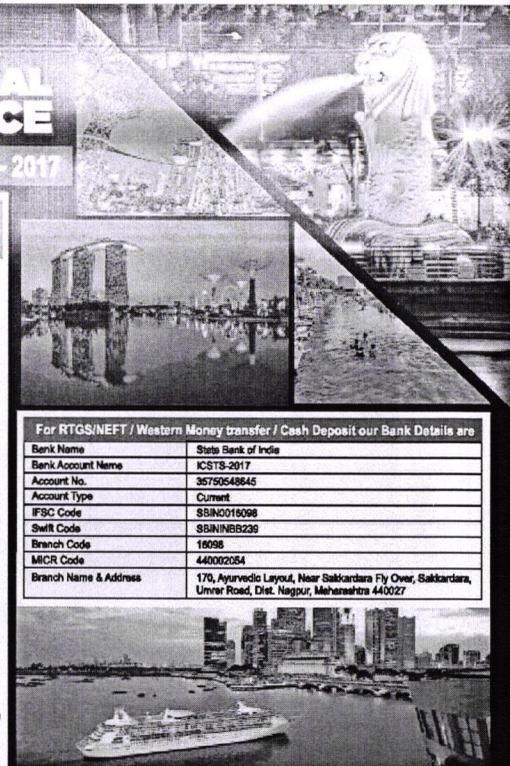 AL
CE
- 2017
For RTGS/NEFT / Western Money transfer / Cash Deposit our Bank Details are
Bank Name State Bank of India
Bank Account Name ICSTS-2017
Account No. 35750548645
Account Type Current
IFSC Code SBIN0016098
Swift Code SBININBB239
Branch Code 16098
MICR Code 440002054
Branch Name & Address 170, Ayurvedic Layout, Near Sakkardara Fly Over, Sakkardara,
Umrer Road, Dist. Nagpur, Maharashtra 440027